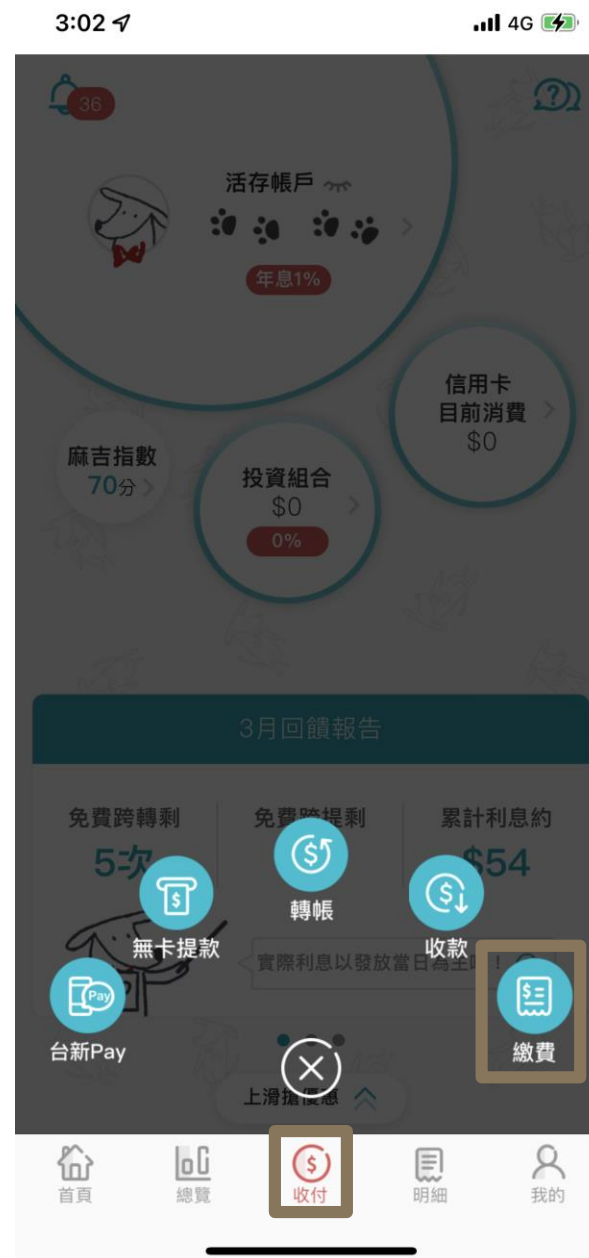 3:02
4G
36
活存帳戶
年息1%
信用卡
目前消費
$0
麻吉指數
70分
投資組合
$0
0%
3月回饋報告
免費跨轉剩
免費跨提剩
累計利息約
5次
$54
轉帳
無卡提款
收款
實際利息以發放當日為主
Pay
台新Pay
繳費
上滑搶優惠
首頁
總覽
收付
明細
我的